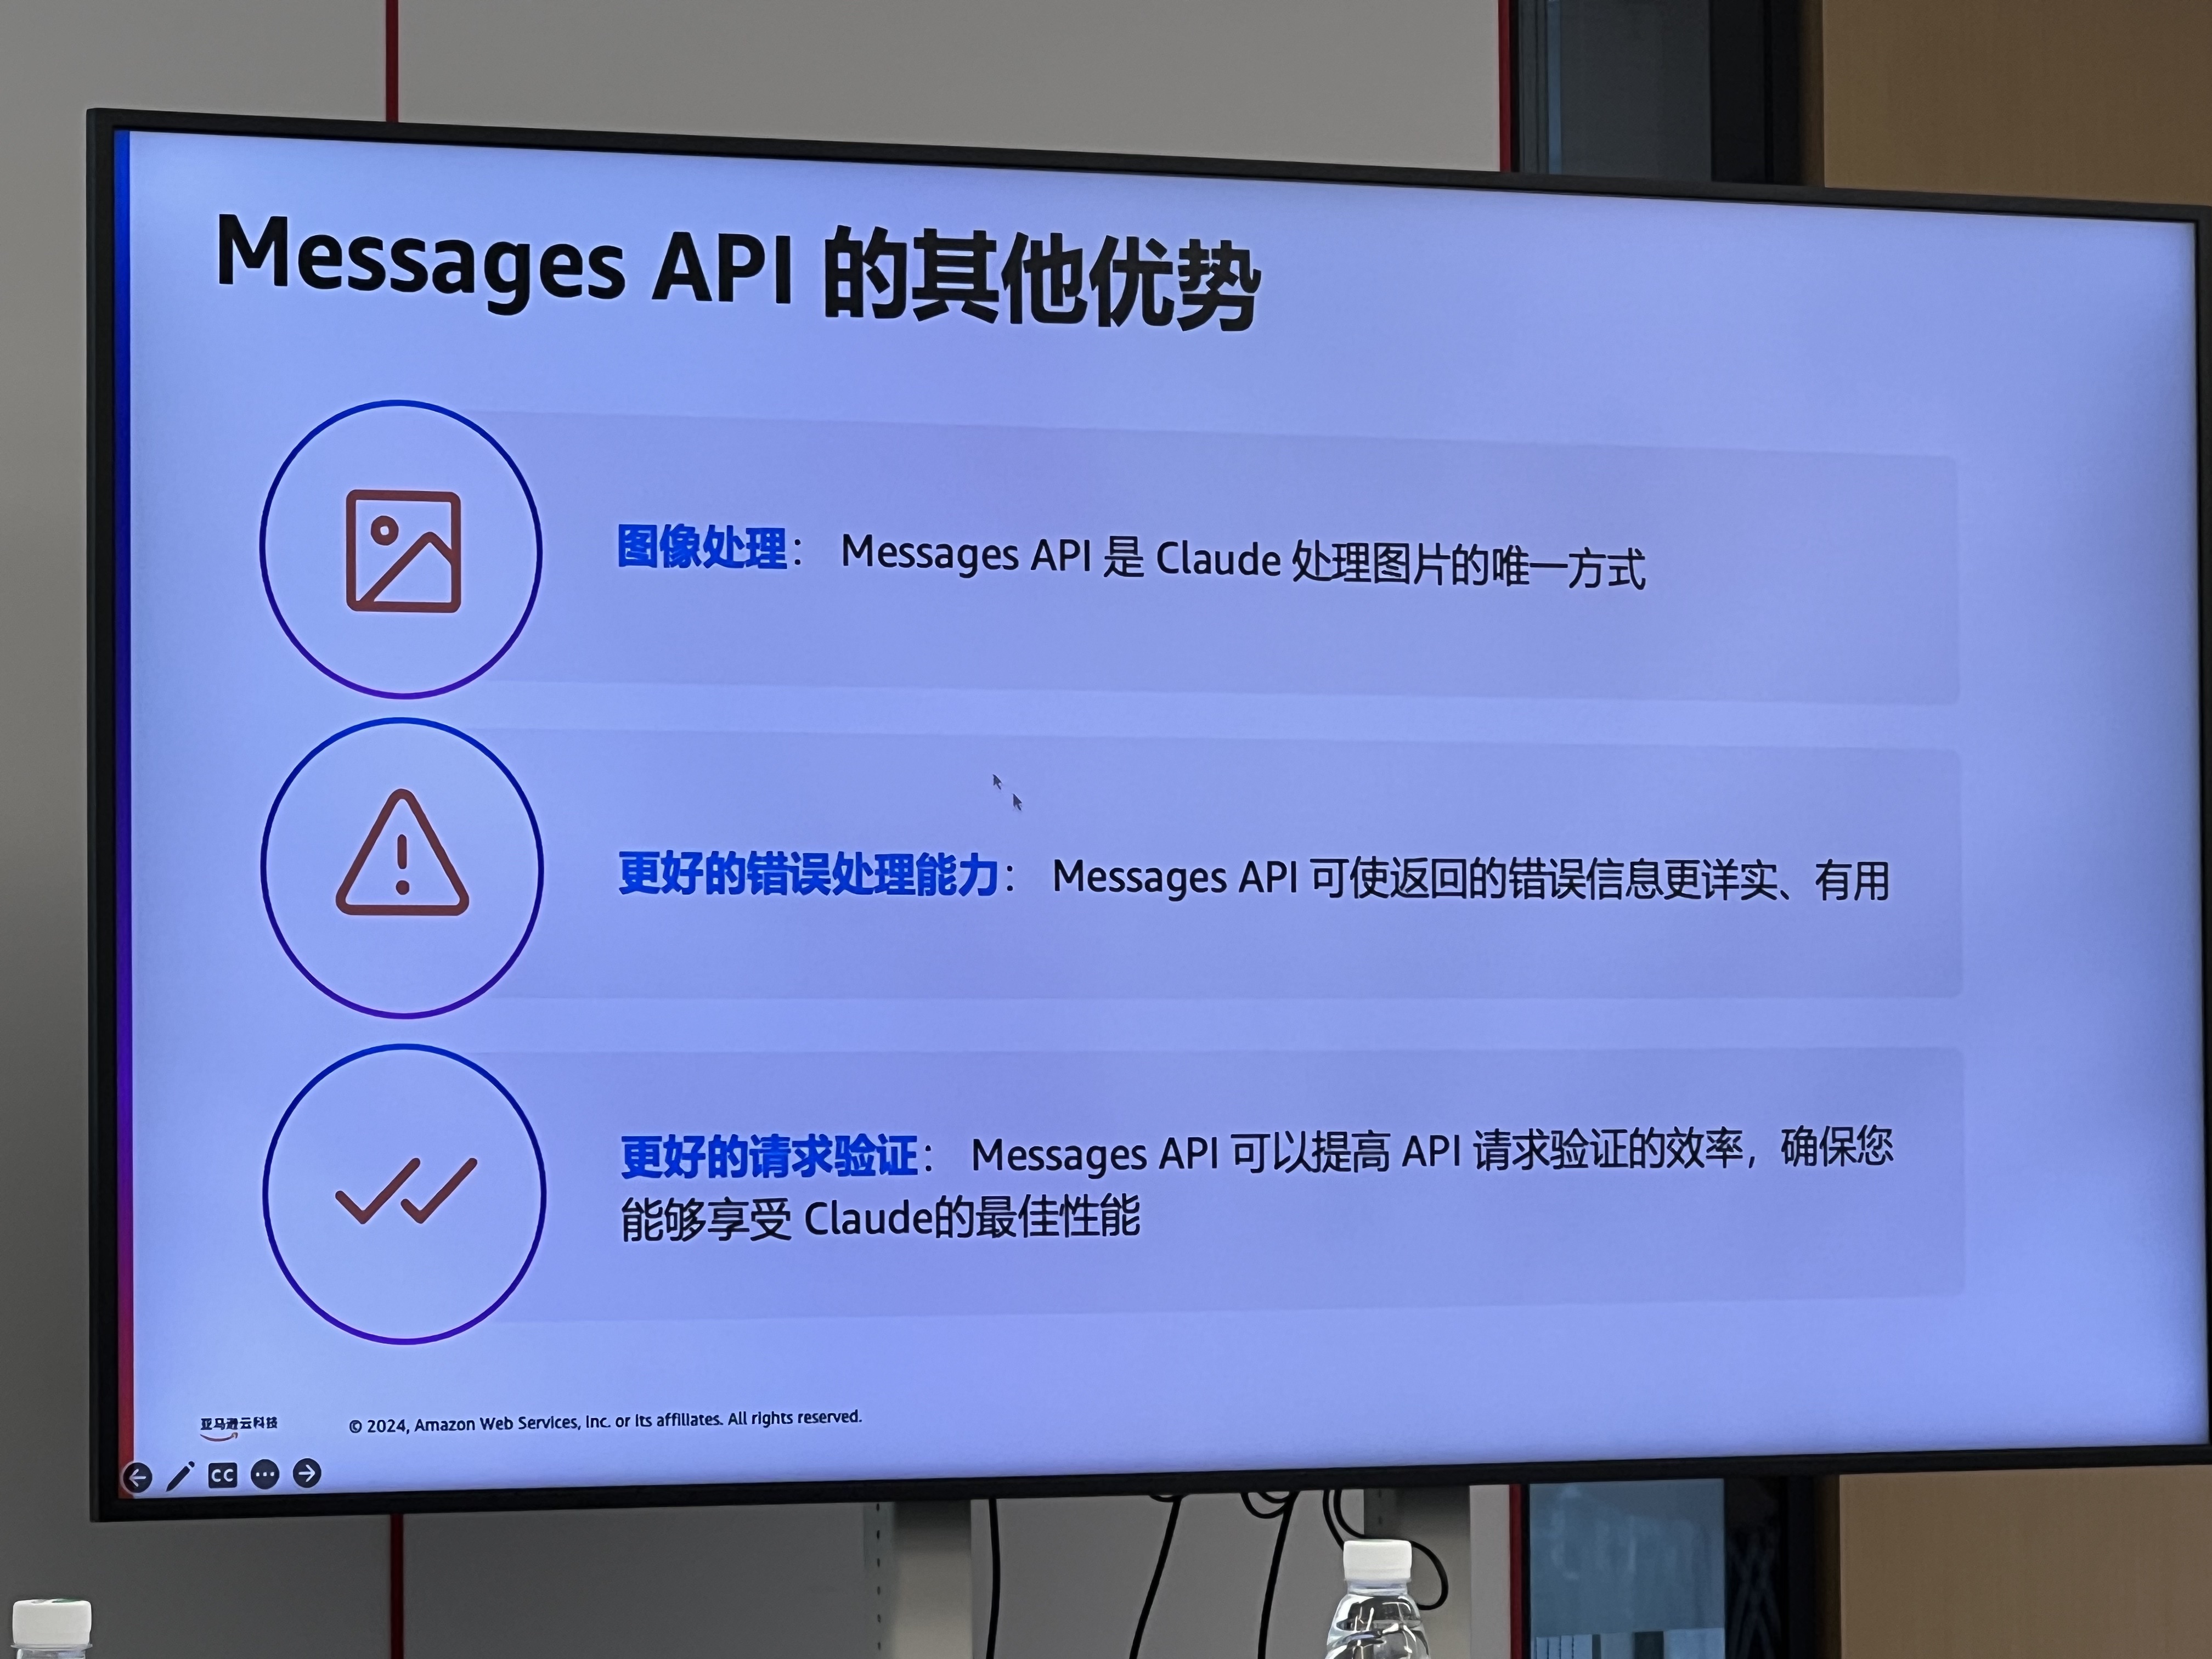 Messages API 的其他优势
图像处理： Messages API 是 Claude 处理图片的唯一方式
更好的错误处理能力： Messages API 可使返回的错误信息更详实、有用
更好的请求验证： Messages API 可以提高 API 请求验证的效率，确保您
能够享受 Claude的最佳性能
亚马逊云科技
© 2024, Amazon Web Services, Inc. or its affiliates. All rights reserved.
CC